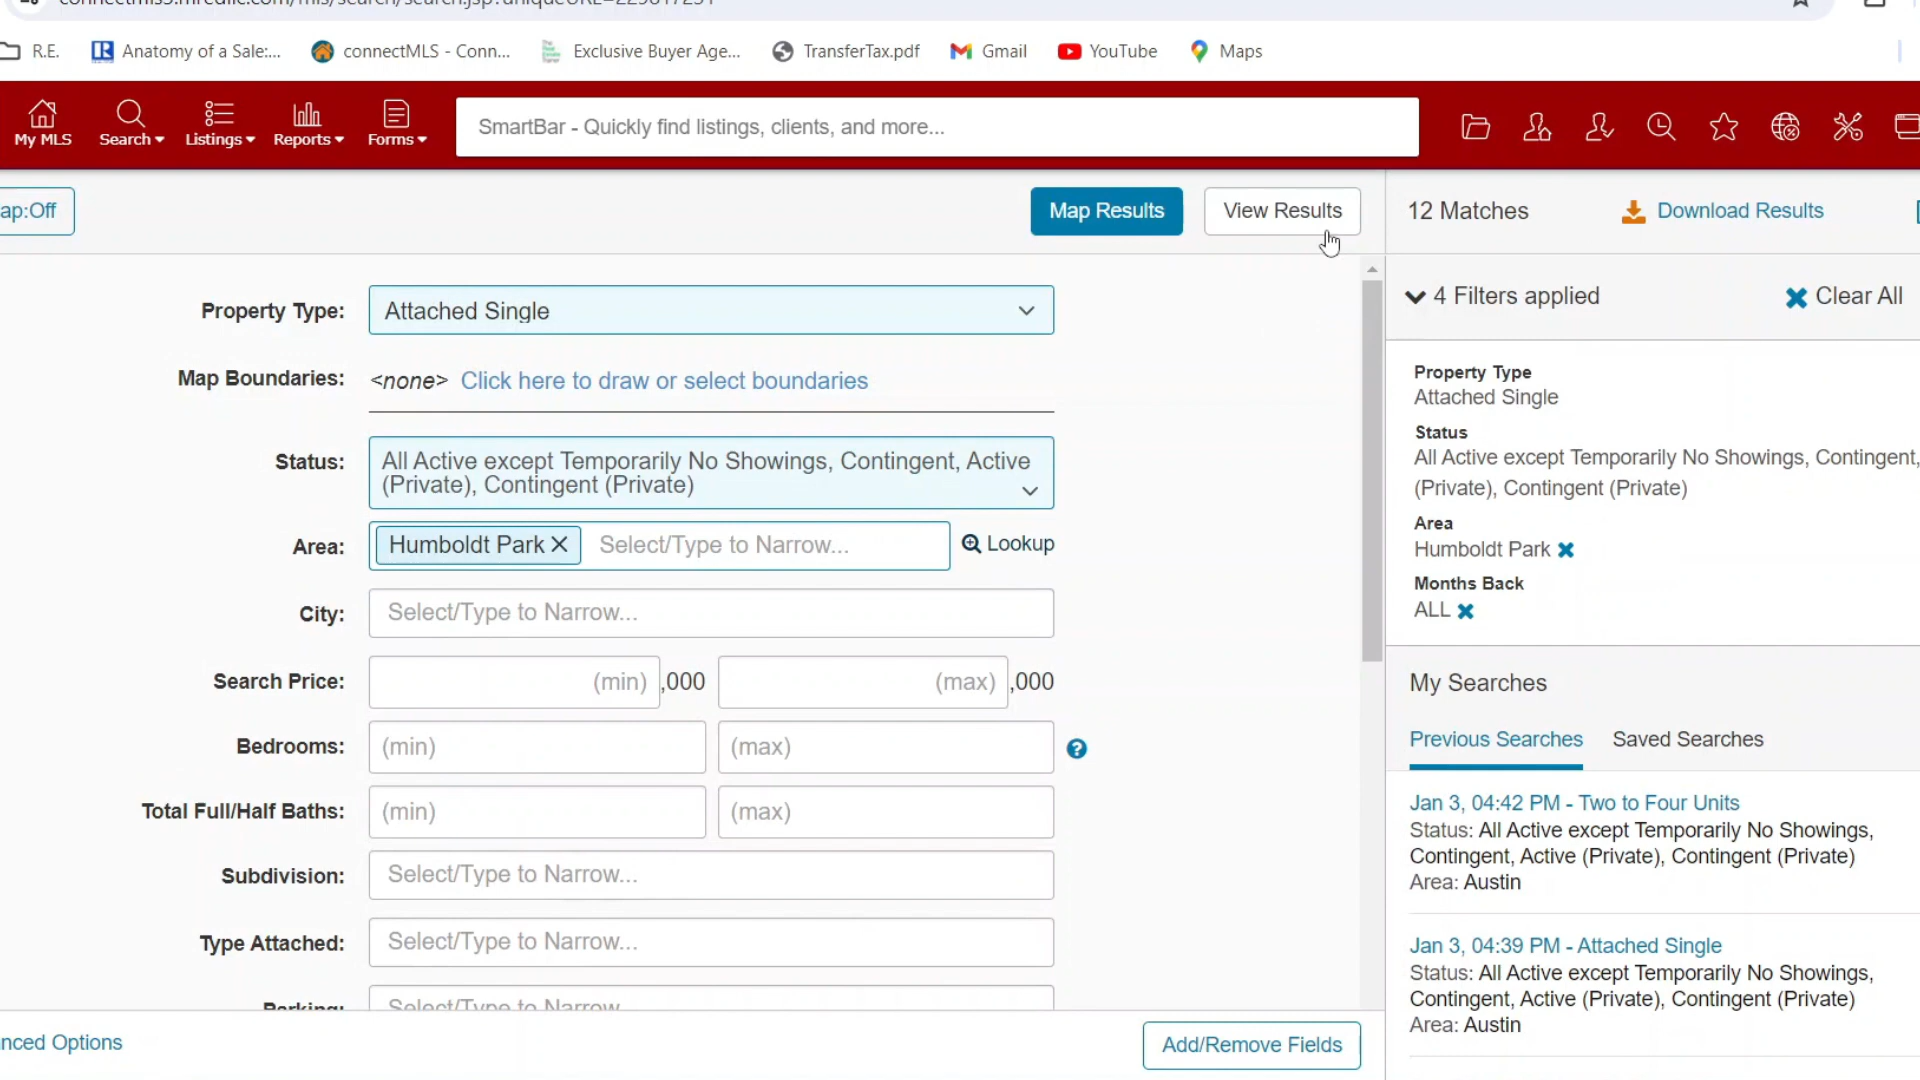 R.E.
Anatomy of a Sale:...
connectMLS - Conn...
Exclusive Buyer Age...
TransferTax.pdf
Gmail
YouTube
Maps
My MLS
Search
Listings
Reports
Forms
SmartBar - Quickly find listings, clients, and more...
ap:Off
Map Results
View Results
Property Type:
Attached Single
Map Boundaries:
<none> Click here to draw or select boundaries
Status:
All Active except Temporarily No Showings, Contingent, Active
(Private), Contingent (Private)
Area:
Humboldt Park
Select/Type to Narrow...
Lookup
City:
Select/Type to Narrow...
Search Price:
(min) ,000
(max) ,000
Bedrooms:
(min)
(max)
?
Total Full/Half Baths:
(min)
(max)
Subdivision:
Select/Type to Narrow...
Type Attached:
Select/Type to Narrow...
Parking:
Select/Type to Narrow...
nced Options
Add/Remove Fields
12 Matches
Download Results
4 Filters applied
Clear All
Property Type
Attached Single
Status
All Active except Temporarily No Showings, Contingent,
(Private), Contingent (Private)
Area
Humboldt Park
Months Back
ALL
My Searches
Previous Searches
Saved Searches
Jan 3, 04:42 PM - Two to Four Units
Status: All Active except Temporarily No Showings,
Contingent, Active (Private), Contingent (Private)
Area: Austin
Jan 3, 04:39 PM - Attached Single
Status: All Active except Temporarily No Showings,
Contingent, Active (Private), Contingent (Private)
Area: Austin